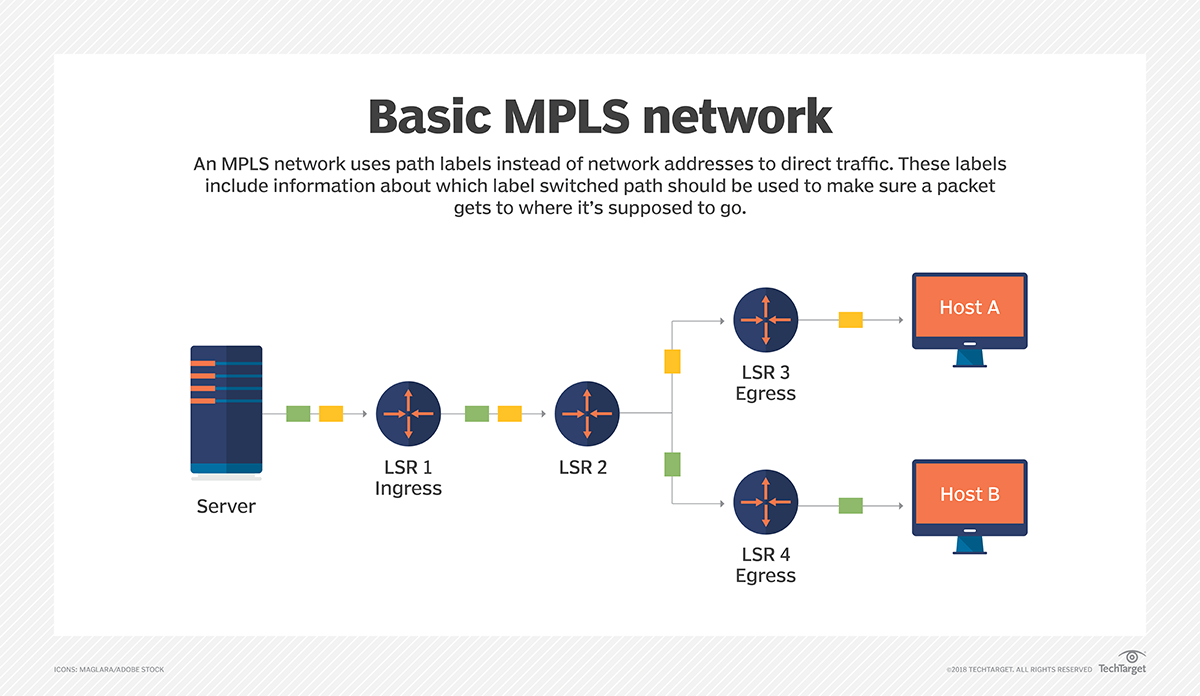 Basic MPLS network
An MPLS network uses path labels instead of network addresses to direct traffic. These labels
include information about which label switched path should be used to make sure a packet
gets to where it’s supposed to go.
Server
LSR 1
Ingress
LSR 2
LSR 3
Egress
Host A
LSR 4
Egress
Host B
ICONS: MAGLARA/ADOBE STOCK
©2018 TECHTARGET. ALL RIGHTS RESERVED
TechTarget